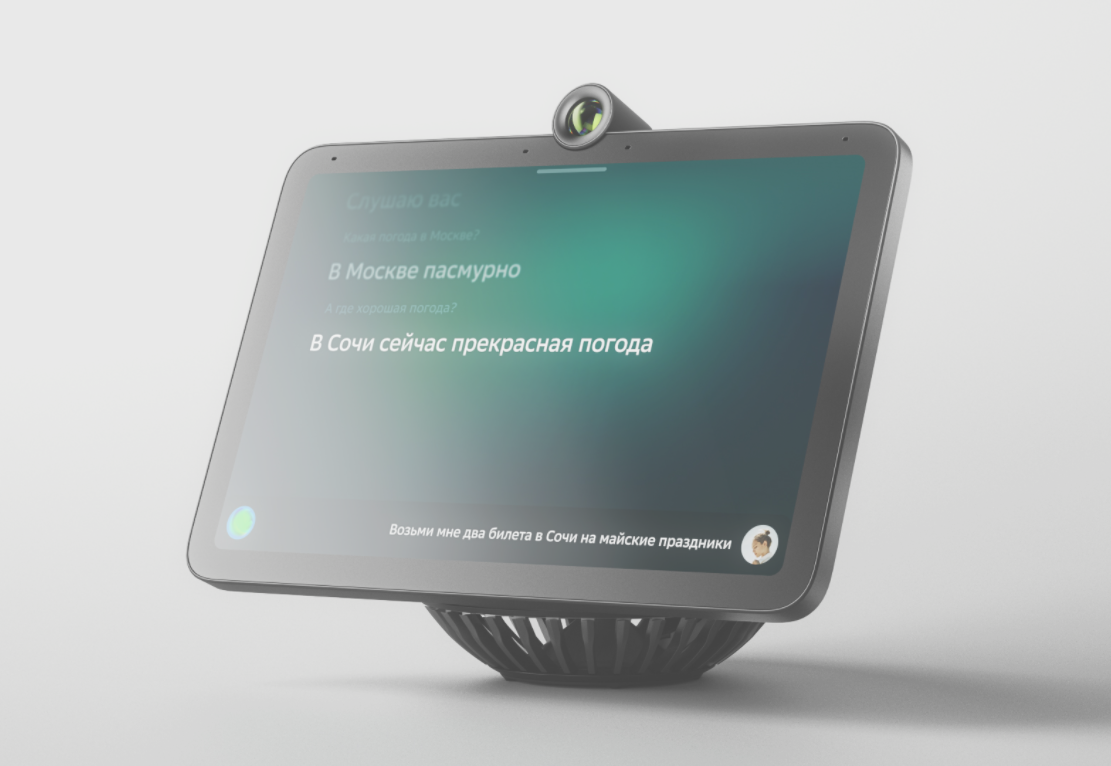 Слушаю вас
Какая погода в Москве?
В Москве пасмурно
А где хорошая погода?
В Сочи сейчас прекрасная погода
Возьми мне два билета в Сочи на майские праздники